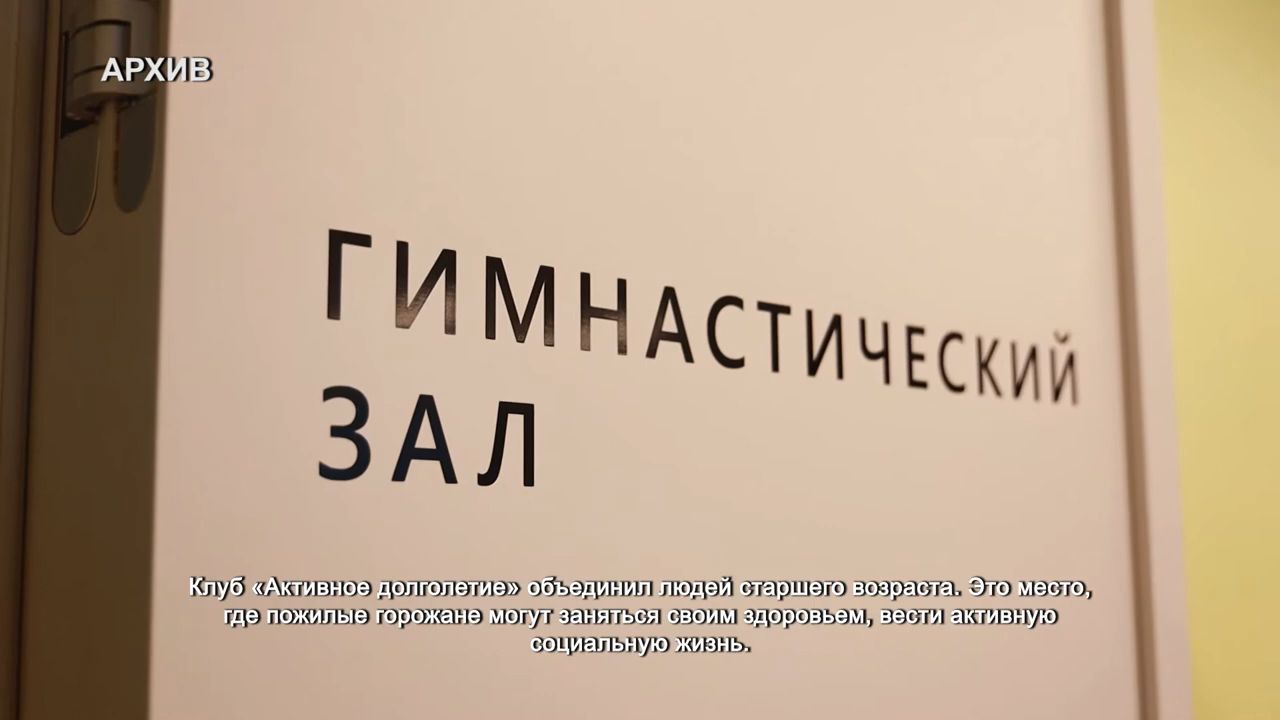 АРХИВ
ГИМНАСТИЧЕСКИЙ
ЗАЛ
Клуб «Активное долголетие» объединил людей старшего возраста. Это место,
где пожилые горожане могут заняться своим здоровьем, вести активную
социальную жизнь.